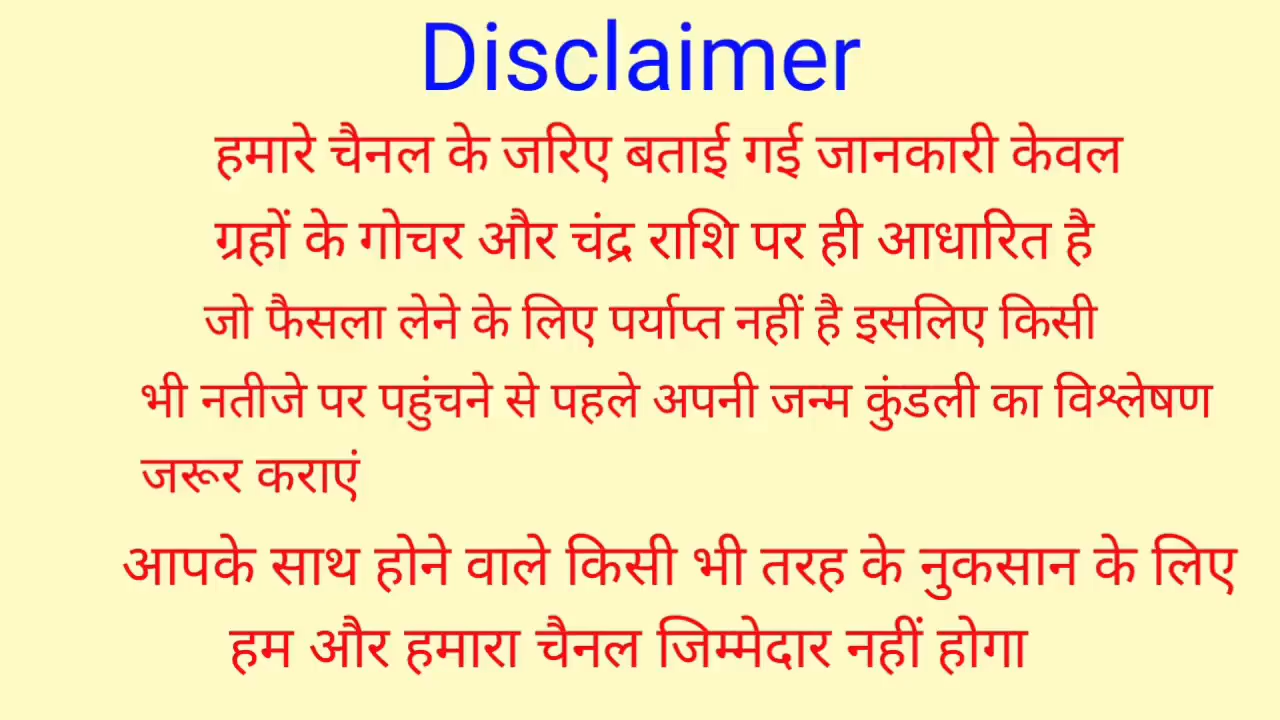 Disclaimer
हमारे चैनल के जरिए बताई गई जानकारी केवल
ग्रहों के गोचर और चंद्र राशि पर ही आधारित है
जो फैसला लेने के लिए पर्याप्त नहीं है इसलिए किसी
भी नतीजे पर पहुंचने से पहले अपनी जन्म कुंडली का विश्लेषण
जरूर कराएं
आपके साथ होने वाले किसी भी तरह के नुकसान के लिए
हम और हमारा चैनल जिम्मेदार नहीं होगा